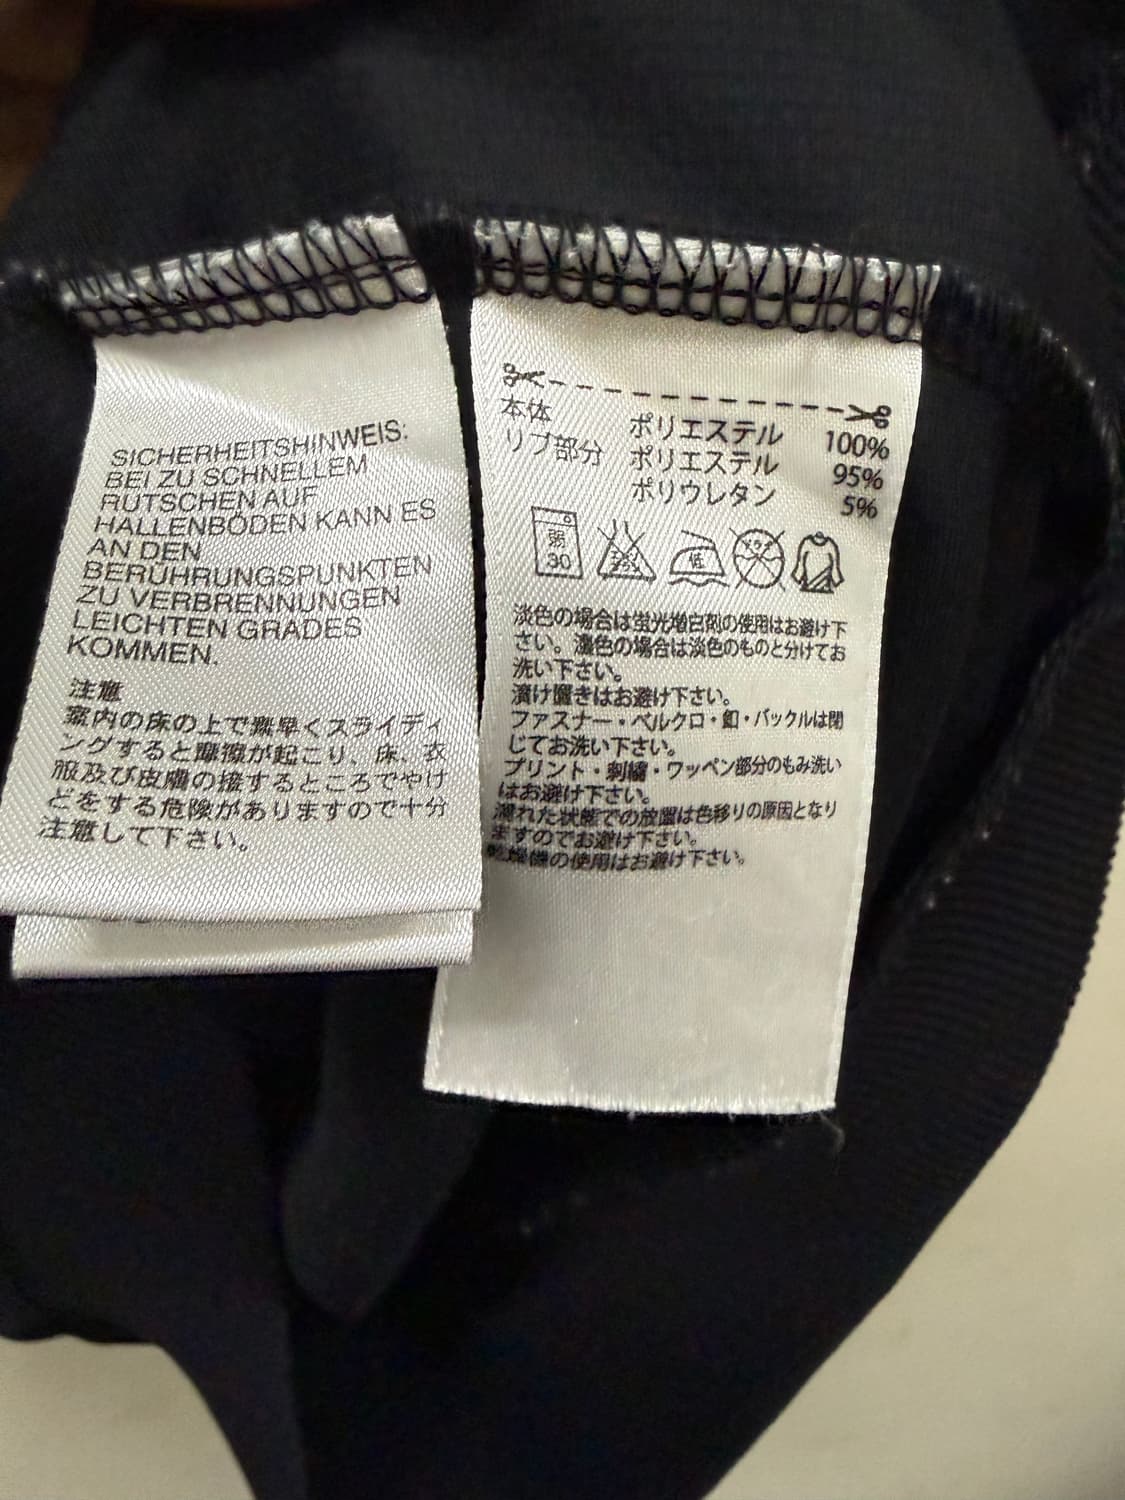 SICHERHEITSHINWEIS:
BEI ZU SCHNELLEM
RUTSCHEN AUF
HALLENBÖDEN KANN ES
AN DEN
BERÜHRUNGSPUNKTEN
ZU VERBRENNUNGEN
LEICHTEN GRADES
KOMMEN.
注意
室内の床の上で素早くスライディ
ングすると摩擦が起こり、床、衣
服及び皮膚の接するところでやけ
どをする危険がありますので十分
注意して下さい。
本体 ポリエステル 100%
リブ部分 ポリエステル 95%
ポリウレタン 5%
弱 30
低
淡色の場合は蛍光増白剤の使用はお避け下
さい。濃色の場合は淡色のものと分けてお
洗い下さい。
漬け置きはお避け下さい。
ファスナー・ベルクロ・釦・バックルは閉
じてお洗い下さい。
プリント・刺繍・ワッペン部分のもみ洗い
はお避け下さい。
濡れた状態での放置は色移りの原因となり
ますのでお避け下さい。
乾燥機の使用はお避け下さい。